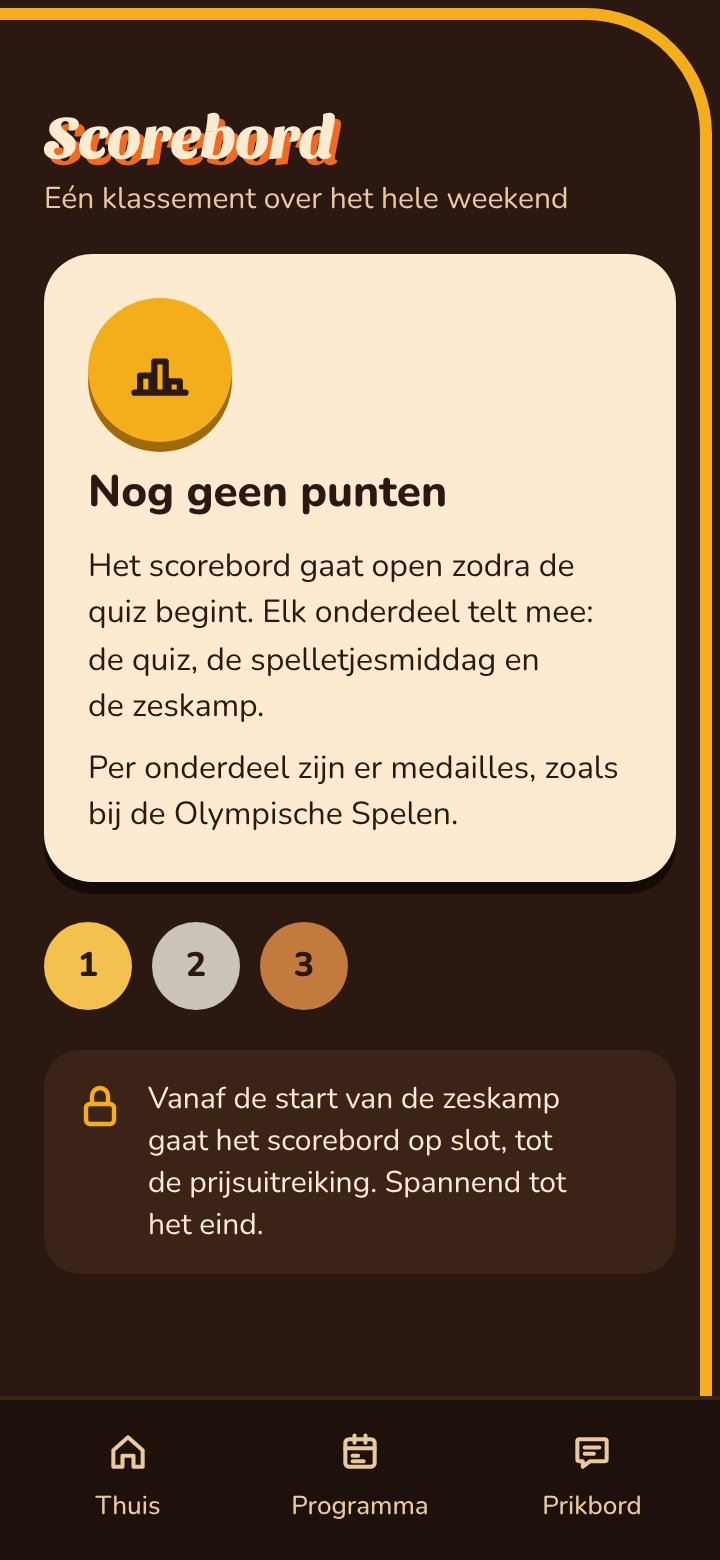 Scorebord
Eén klassement over het hele weekend
Nog geen punten
Het scorebord gaat open zodra de
quiz begint. Elk onderdeel telt mee:
de quiz, de spelletjesmiddag en
de zeskamp.
Per onderdeel zijn er medailles, zoals
bij de Olympische Spelen.
1 2 3
Vanaf de start van de zeskamp
gaat het scorebord op slot, tot
de prijsuitreiking. Spannend tot
het eind.
Thuis Programma Prikbord